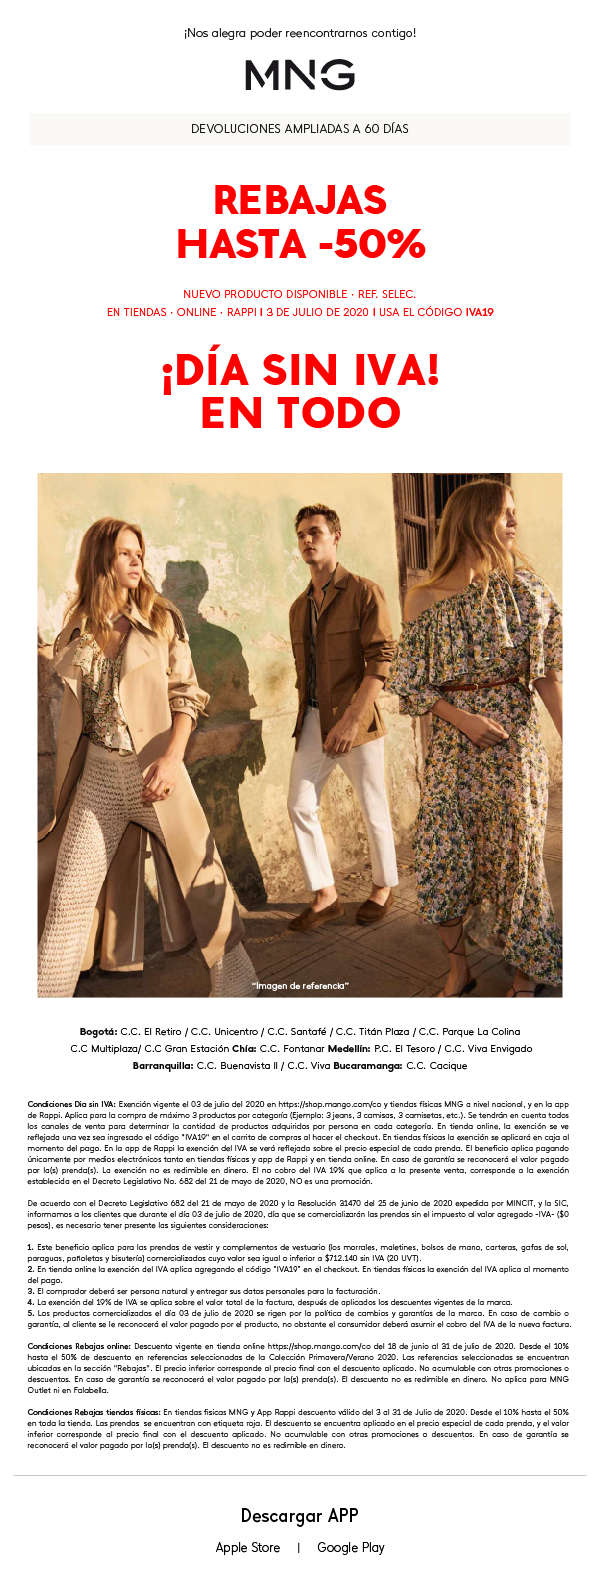 ¡Nos alegra poder reencontrarnos contigo!
MNG
DEVOLUCIONES AMPLIADAS A 60 DÍAS
REBAJAS
HASTA -50%
NUEVO PRODUCTO DISPONIBLE · REF. SELEC.
EN TIENDAS · ONLINE · RAPPI I 3 DE JULIO DE 2020 I USA EL CÓDIGO IVA19
¡DÍA SIN IVA!
EN TODO
"Imagen de referencia"
Bogotá: C.C. El Retiro / C.C. Unicentro / C.C. Santafé / C.C. Titán Plaza / C.C. Parque La Colina
C.C Multiplaza/ C.C Gran Estación Chía: C.C. Fontanar Medellín: P.C. El Tesoro / C.C. Viva Envigado
Barranquilla: C.C. Buenavista II / C.C. Viva Bucaramanga: C.C. Cacique
Condiciones Dia sin IVA: Exención vigente el 03 de julio del 2020 en https://shop.mango.com/co y tiendas físicas MNG a nivel nacional, y en la app
de Rappi. Aplica para la compra de máximo 3 productos por categoría (Ejemplo: 3 jeans, 3 camisas, 3 camisetas, etc.). Se tendrán en cuenta todos
los canales de venta para determinar la cantidad de productos adquiridos por persona en cada categoría. En tienda online, la exención se ve
reflejada una vez sea ingresado el código "IVA19" en el carrito de compras al hacer el checkout. En tiendas físicas la exención se aplicará en caja al
momento del pago. En la app de Rappi la exención del IVA se verá reflejada sobre el precio especial de cada prenda. El beneficio aplica pagando
únicamente por medios electrónicos tanto en tiendas físicas y app de Rappi y en tienda online. En caso de garantía se reconocerá el valor pagado
por la(s) prenda(s). La exención no es redimible en dinero. El no cobro del IVA 19% que aplica a la presente venta, corresponde a la exención
establecida en el Decreto Legislativo No. 682 del 21 de mayo de 2020, NO es una promoción.
De acuerdo con el Decreto Legislativo 682 del 21 de mayo de 2020 y la Resolución 31470 del 25 de junio de 2020 expedida por MINCIT, y la SIC,
informamos a los clientes que durante el día 03 de julio de 2020, día que se comercializarán las prendas sin el impuesto al valor agregado -IVA- ($0
pesos), es necesario tener presente las siguientes consideraciones:
1. Este beneficio aplica para las prendas de vestir y complementos de vestuario (los morrales, maletines, bolsos de mano, carteras, gafas de sol,
paraguas, pañoletas y bisutería) comercializados cuyo valor sea igual o inferior a $712.140 sin IVA (20 UVT).
2. En tienda online la exención del IVA aplica agregando el código "IVA19" en el checkout. En tiendas físicas la exención del IVA aplica al momento
del pago.
3. El comprador deberá ser persona natural y entregar sus datos personales para la facturación.
4. La exención del 19% de IVA se aplica sobre el valor total de la factura, después de aplicados los descuentos vigentes de la marca.
5. Los productos comercializados el día 03 de julio de 2020 se rigen por la política de cambios y garantías de la marca. En caso de cambio o
garantía, al cliente se le reconocerá el valor pagado por el producto, no obstante el consumidor deberá asumir el cobro del IVA de la nueva factura.
Condiciones Rebajas online: Descuento vigente en tienda online https://shop.mango.com/co del 18 de junio al 31 de julio de 2020. Desde el 10%
hasta el 50% de descuento en referencias seleccionadas de la Colección Primavera/Verano 2020. Las referencias seleccionadas se encuentran
ubicadas en la sección "Rebajas". El precio inferior corresponde al precio final con el descuento aplicado. No acumulable con otras promociones o
descuentos. En caso de garantía se reconocerá el valor pagado por la(s) prenda(s). El descuento no es redimible en dinero. No aplica para MNG
Outlet ni en Falabella.
Condiciones Rebajas tiendas físicas: En tiendas físicas MNG y App Rappi descuento válido del 3 al 31 de Julio de 2020. Desde el 10% hasta el 50%
en toda la tienda. Las prendas se encuentran con etiqueta roja. El descuento se encuentra aplicado en el precio especial de cada prenda, y el valor
inferior corresponde al precio final con el descuento aplicado. No acumulable con otras promociones o descuentos. En caso de garantía se
reconocerá el valor pagado por la(s) prenda(s). El descuento no es redimible en dinero.
Descargar APP
Apple Store | Google Play